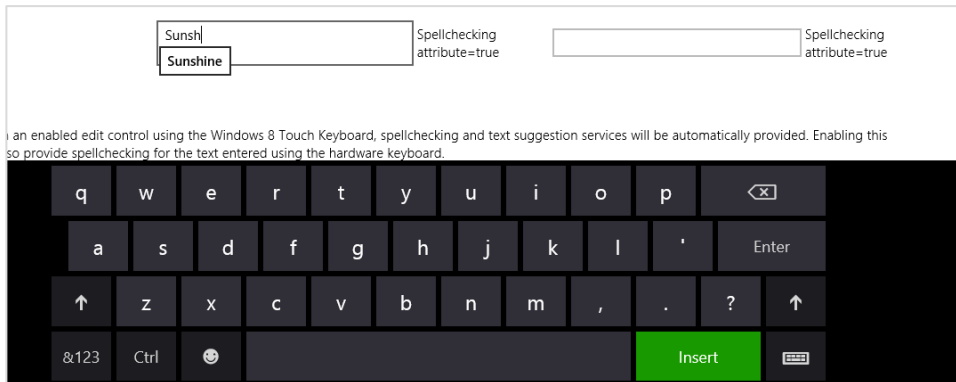 Sunsh
Spellchecking
attribute=true
Sunshine
Spellchecking
attribute=true
an enabled edit control using the Windows 8 Touch Keyboard, spellchecking and text suggestion services will be automatically provided. Enabling this
so provide spellchecking for the text entered using the hardware keyboard.
q w e r t y u i o p
a s d f g h j k l ' Enter
z x c v b n m , . ?
&123 Ctrl Insert